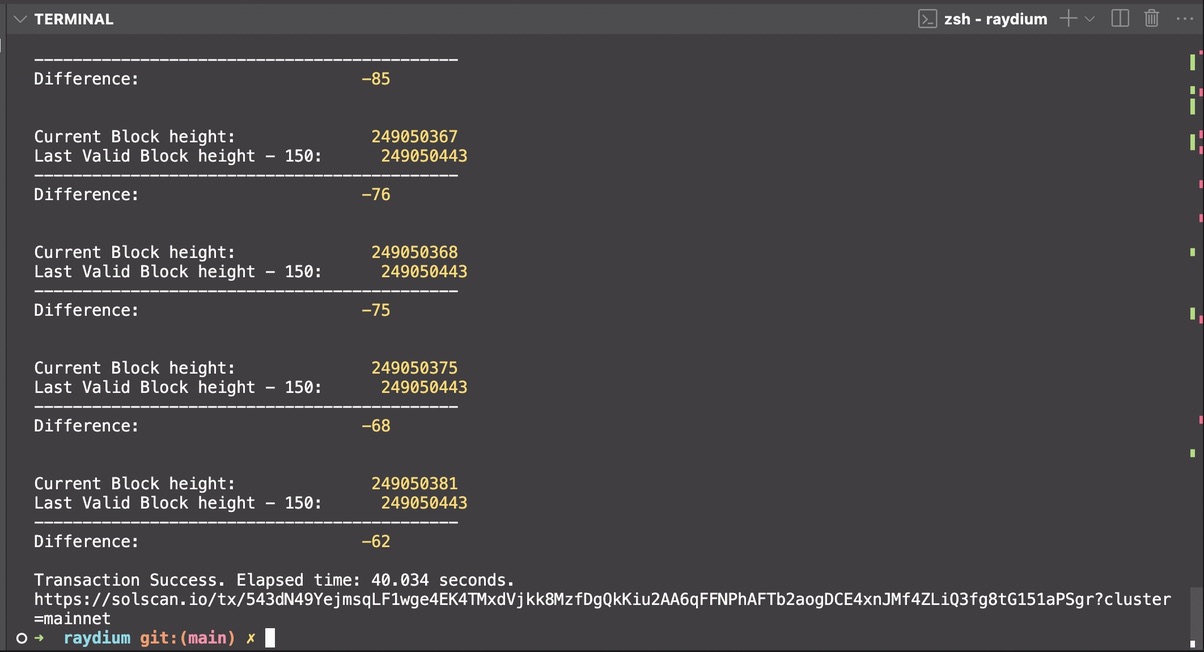 TERMINAL
zsh - raydium
--------------------------------------------
Difference: -85
Current Block height: 249050367
Last Valid Block height - 150: 249050443
--------------------------------------------
Difference: -76
Current Block height: 249050368
Last Valid Block height - 150: 249050443
--------------------------------------------
Difference: -75
Current Block height: 249050375
Last Valid Block height - 150: 249050443
--------------------------------------------
Difference: -68
Current Block height: 249050381
Last Valid Block height - 150: 249050443
--------------------------------------------
Difference: -62
Transaction Success. Elapsed time: 40.034 seconds.
https://solscan.io/tx/543dN49YejmsqLF1wge4EK4TMxdVjkk8MzfDgQkKiu2AA6qFFNPhAFTb2aogDCE4xnJMf4ZLiQ3fg8tG151aPSgr?cluster
=mainnet
➜ raydium git:(main) ✗